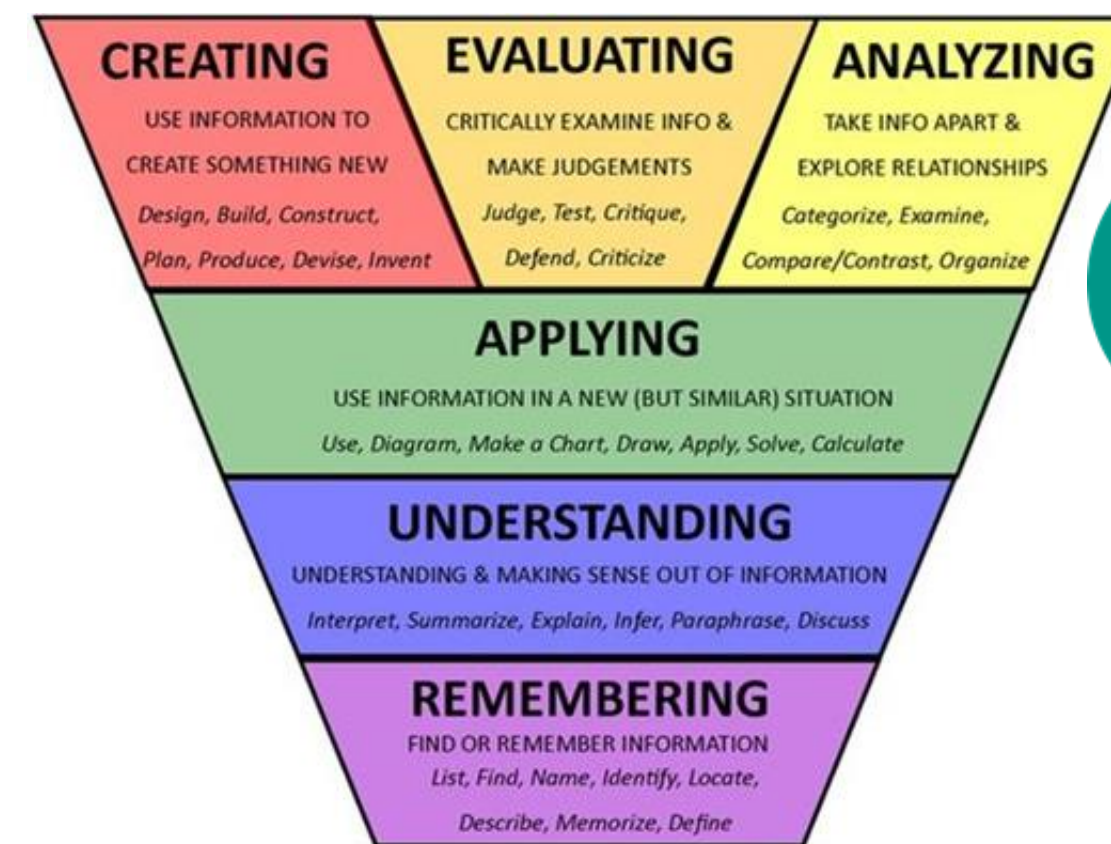 CREATING
USE INFORMATION TO
CREATE SOMETHING NEW
Design, Build, Construct,
Plan, Produce, Devise, Invent
EVALUATING
CRITICALLY EXAMINE INFO &
MAKE JUDGEMENTS
Judge, Test, Critique,
Defend, Criticize
ANALYZING
TAKE INFO APART &
EXPLORE RELATIONSHIPS
Categorize, Examine,
Compare/Contrast, Organize
APPLYING
USE INFORMATION IN A NEW (BUT SIMILAR) SITUATION
Use, Diagram, Make a Chart, Draw, Apply, Solve, Calculate
UNDERSTANDING
UNDERSTANDING & MAKING SENSE OUT OF INFORMATION
Interpret, Summarize, Explain, Infer, Paraphrase, Discuss
REMEMBERING
FIND OR REMEMBER INFORMATION
List, Find, Name, Identify, Locate,
Describe, Memorize, Define